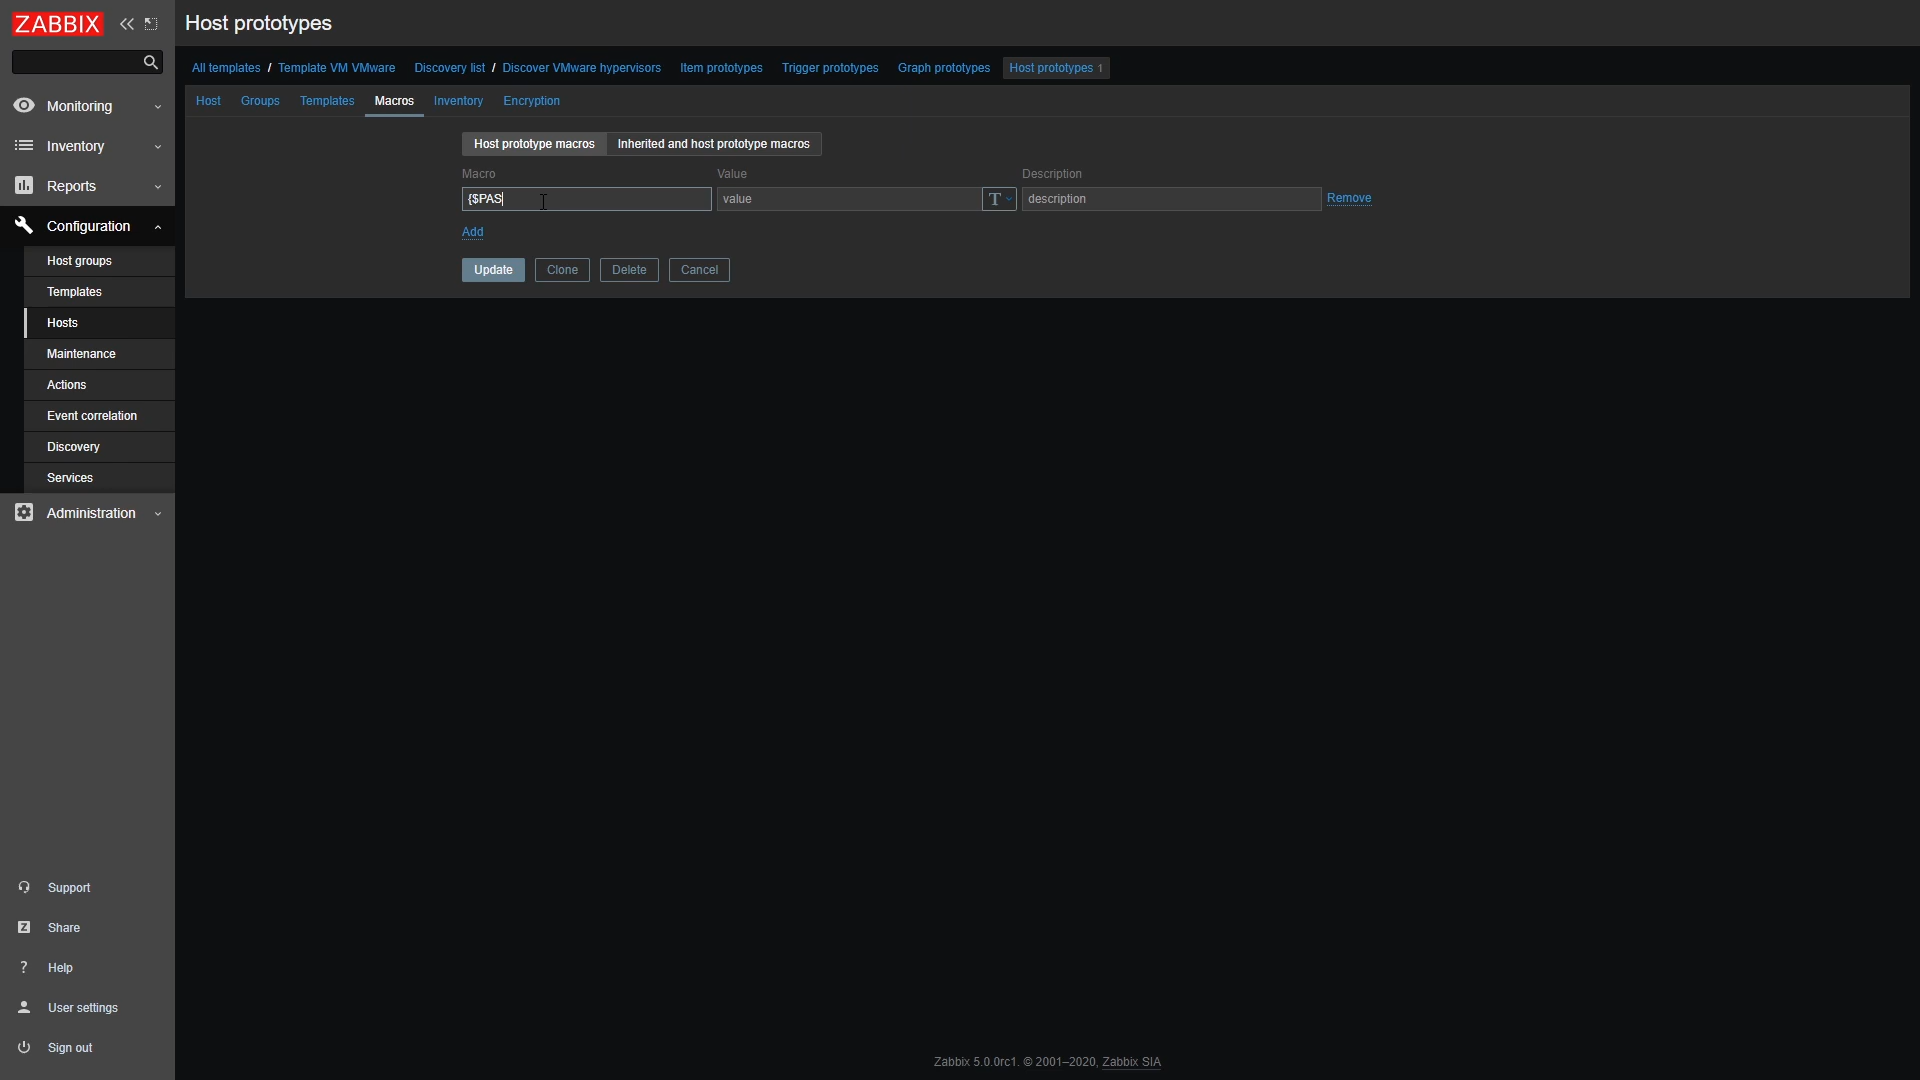 ZABBIX
Host prototypes
All templates / Template VM VMware Discovery list / Discover VMware hypervisors Item prototypes Trigger prototypes Graph prototypes Host prototypes 1
Host Groups Templates Macros Inventory Encryption
Host prototype macros Inherited and host prototype macros
Macro Value Description
{$PAS value T description Remove
Add
Update Clone Delete Cancel
Monitoring
Inventory
Reports
Configuration
Host groups
Templates
Hosts
Maintenance
Actions
Event correlation
Discovery
Services
Administration
Support
Z Share
? Help
User settings
Sign out
Zabbix 5.0.0rc1. © 2001–2020, Zabbix SIA